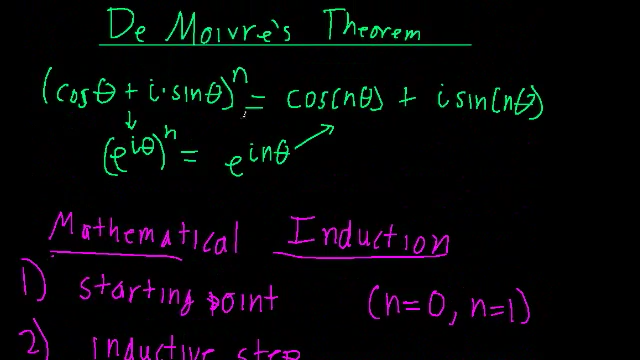 De Moivre's Theorem
(cosθ + i·sinθ)^n = cos(nθ) + i sin(nθ)
(e^iθ)^n = e^inθ
Mathematical Induction
1) starting point (n=0, n=1)
2) inductive step